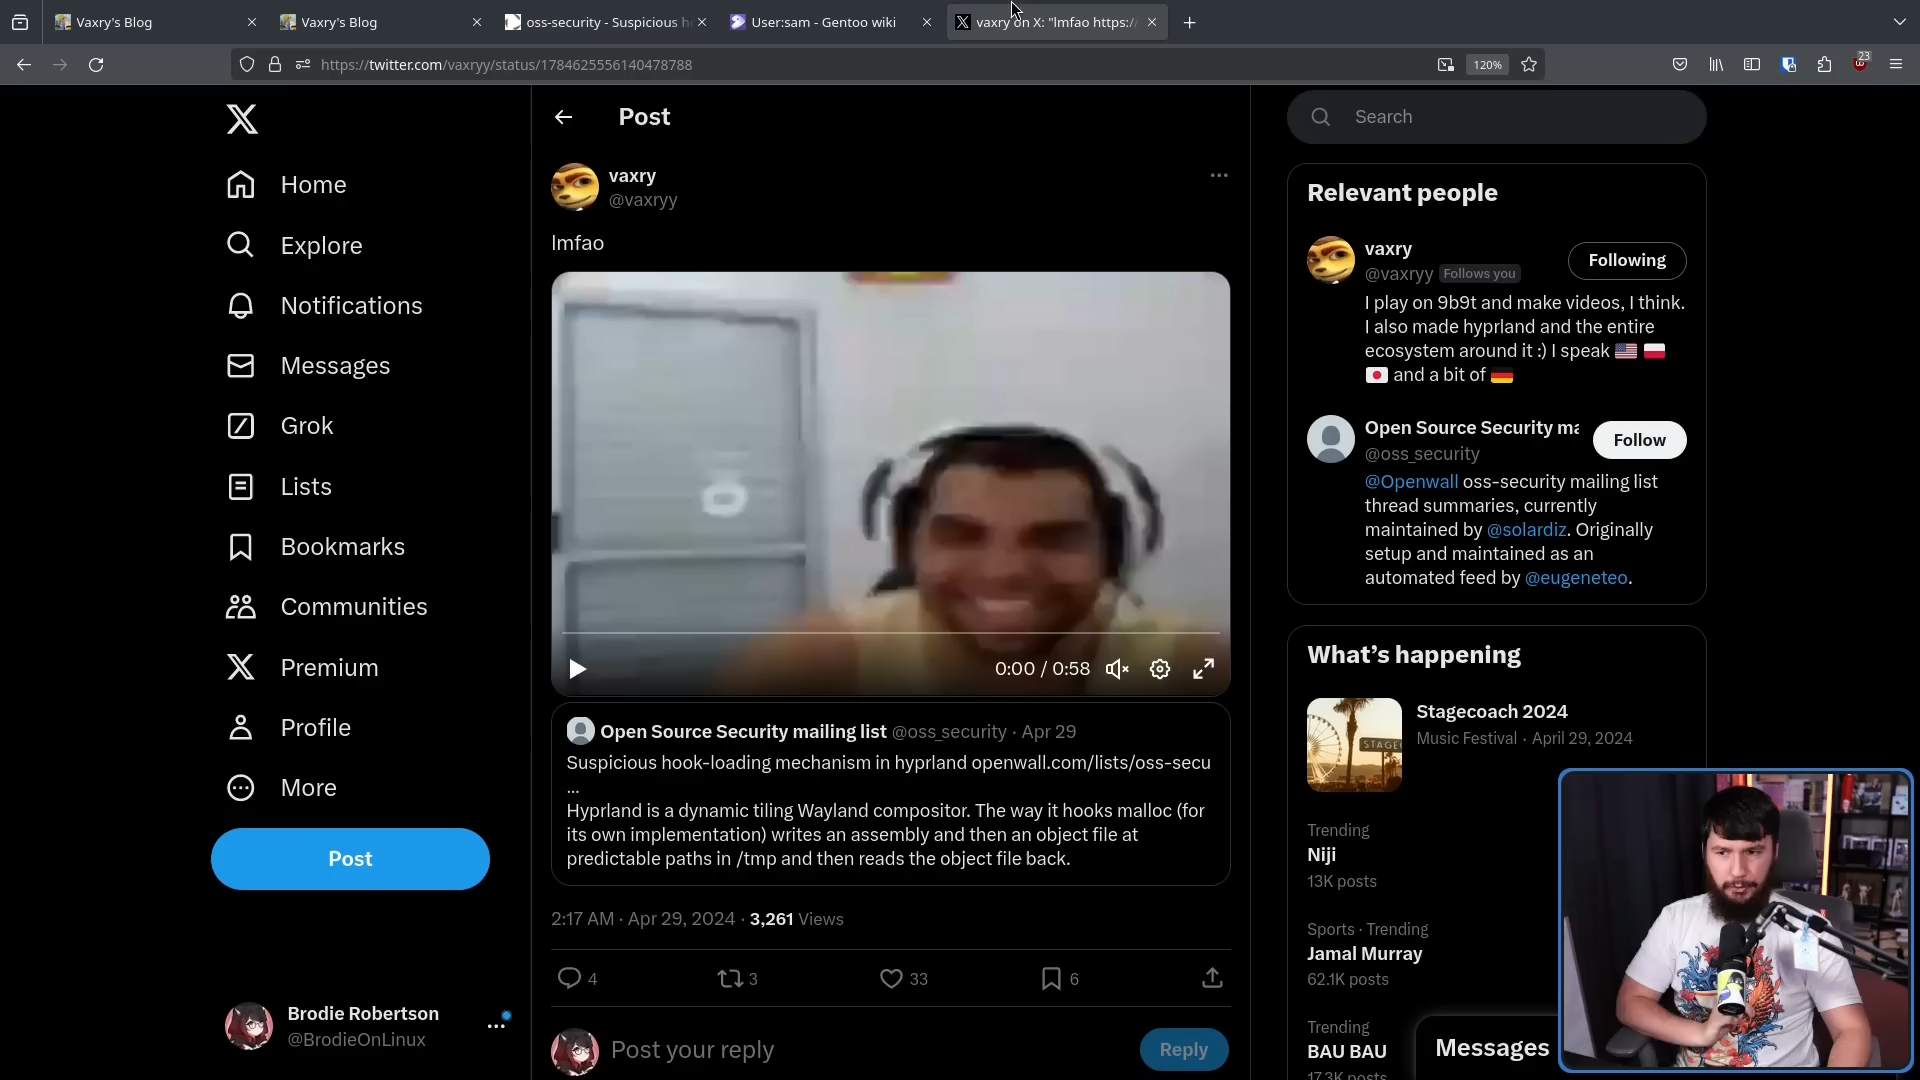 Vaxry's Blog
Vaxry's Blog
oss-security - Suspicious h
User:sam - Gentoo wiki
vaxry on X: "lmfao https:/
https://twitter.com/vaxryy/status/1784625556140478788
120%
23
Home
Explore
Notifications
Messages
Grok
Lists
Bookmarks
Communities
Premium
Profile
More
Post
Brodie Robertson
@BrodieOnLinux
Post
vaxry
@vaxryy
lmfao
0:00 / 0:58
Open Source Security mailing list @oss_security · Apr 29
Suspicious hook-loading mechanism in hyprland openwall.com/lists/oss-secu
...
Hyprland is a dynamic tiling Wayland compositor. The way it hooks malloc (for
its own implementation) writes an assembly and then an object file at
predictable paths in /tmp and then reads the object file back.
2:17 AM · Apr 29, 2024 · 3,261 Views
4
3
33
6
Post your reply
Reply
Search
Relevant people
vaxry
@vaxryy Follows you
Following
I play on 9b9t and make videos, I think.
I also made hyprland and the entire
ecosystem around it :) I speak
and a bit of
Open Source Security ma
@oss_security
Follow
@Openwall oss-security mailing list
thread summaries, currently
maintained by @solardiz. Originally
setup and maintained as an
automated feed by @eugeneteo.
What's happening
Stagecoach 2024
Music Festival · April 29, 2024
Trending
Niji
13K posts
Sports · Trending
Jamal Murray
62.1K posts
Trending
BAU BAU
17.3K posts
Messages